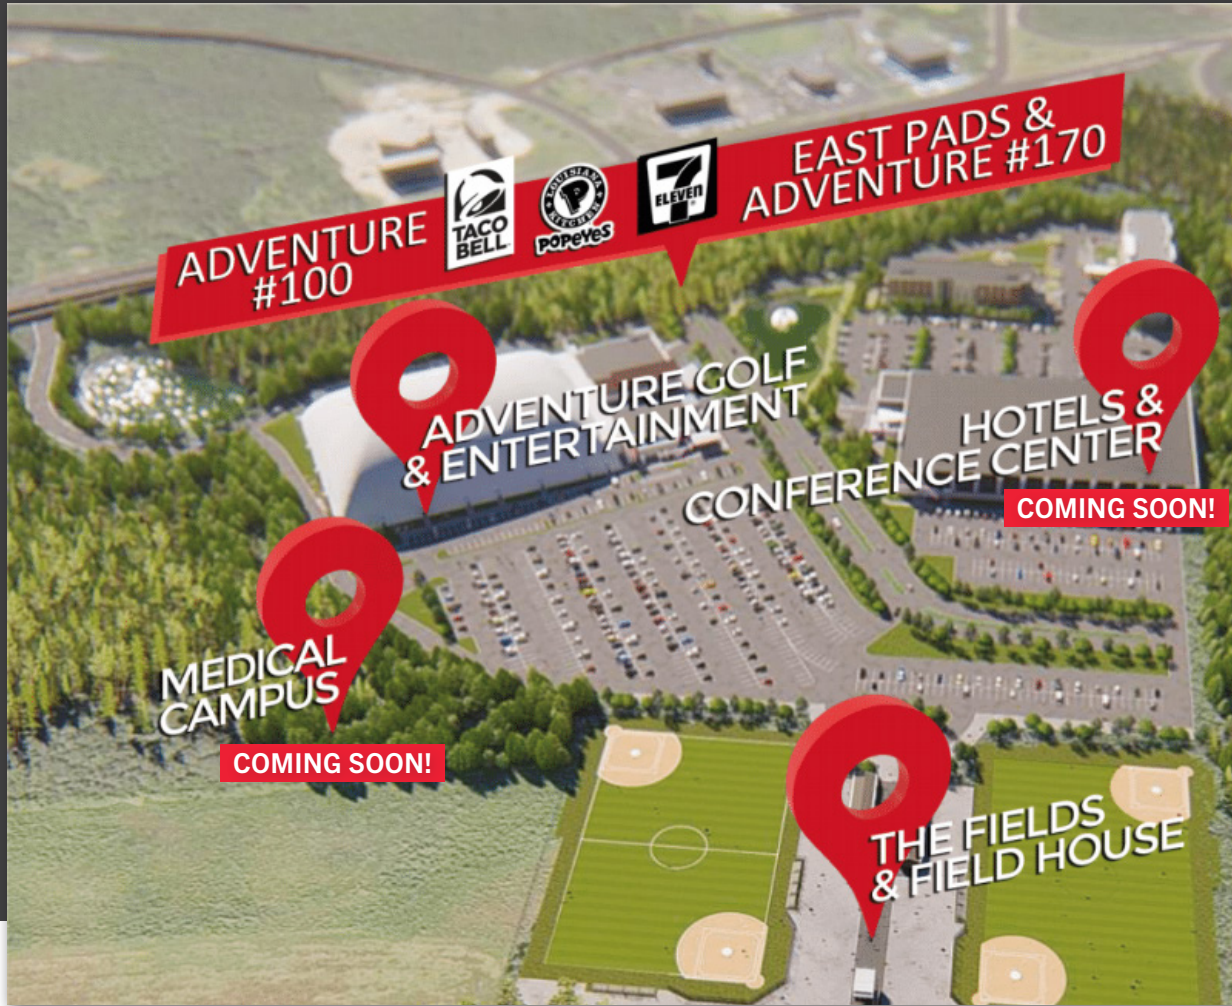 ADVENTURE
#100
TACO
BELL
LOUISIANA
KITCHEN
POPEYES
7
ELEVEN
EAST PADS &
ADVENTURE #170
ADVENTURE GOLF
& ENTERTAINMENT
HOTELS &
CONFERENCE CENTER
COMING SOON!
MEDICAL
CAMPUS
COMING SOON!
THE FIELDS
& FIELD HOUSE